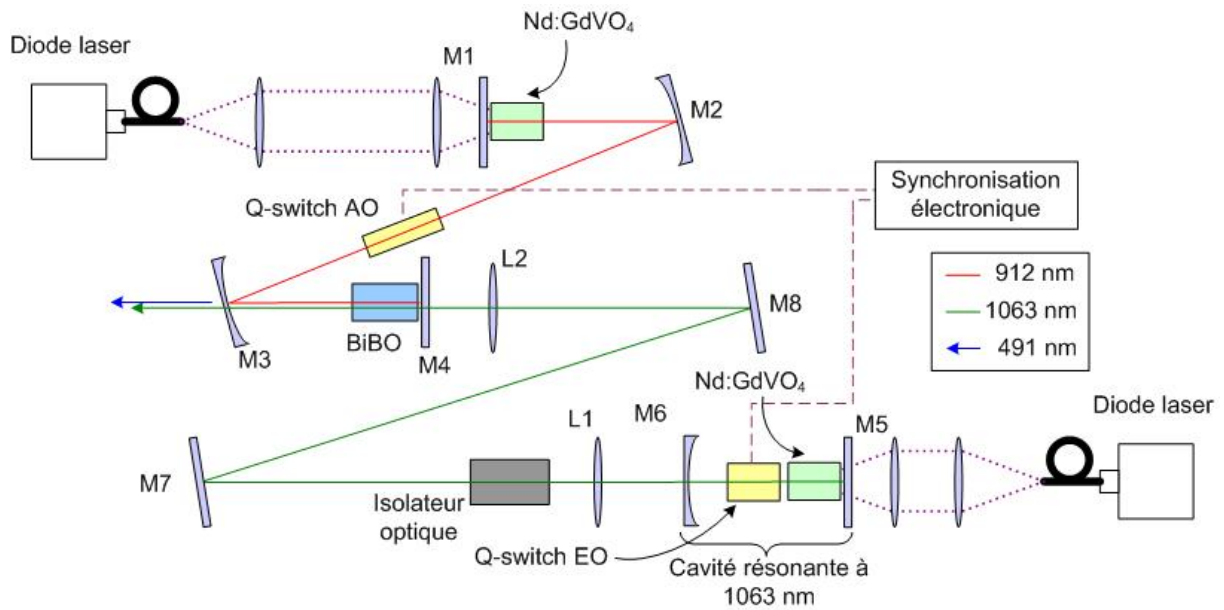 Nd:GdVO₄
Diode laser
M1
M2
Q-switch AO
Synchronisation
électronique
L2
912 nm
1063 nm
491 nm
M8
BiBO
M3
M4
Nd:GdVO₄
Diode laser
L1
M6
M5
M7
Isolateur
optique
Q-switch EO
Cavité résonante à
1063 nm